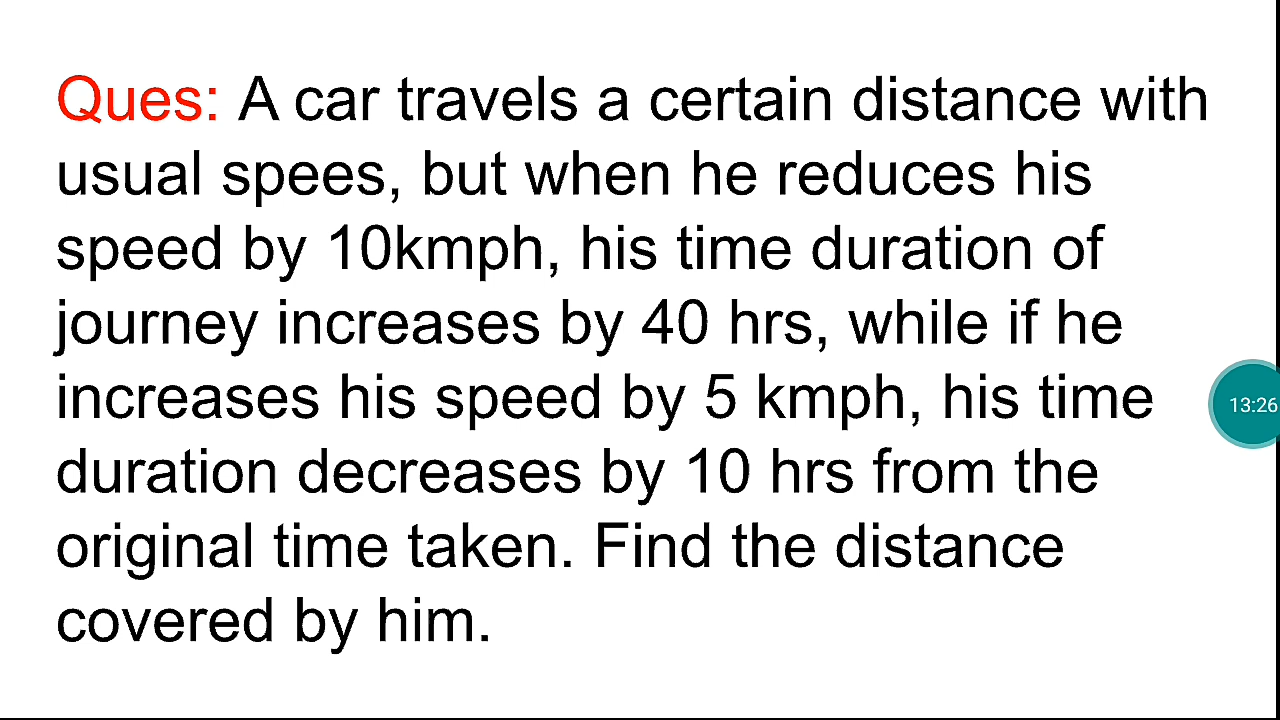 Ques: A car travels a certain distance with
usual spees, but when he reduces his
speed by 10kmph, his time duration of
journey increases by 40 hrs, while if he
increases his speed by 5 kmph, his time
duration decreases by 10 hrs from the
original time taken. Find the distance
covered by him.
13:26